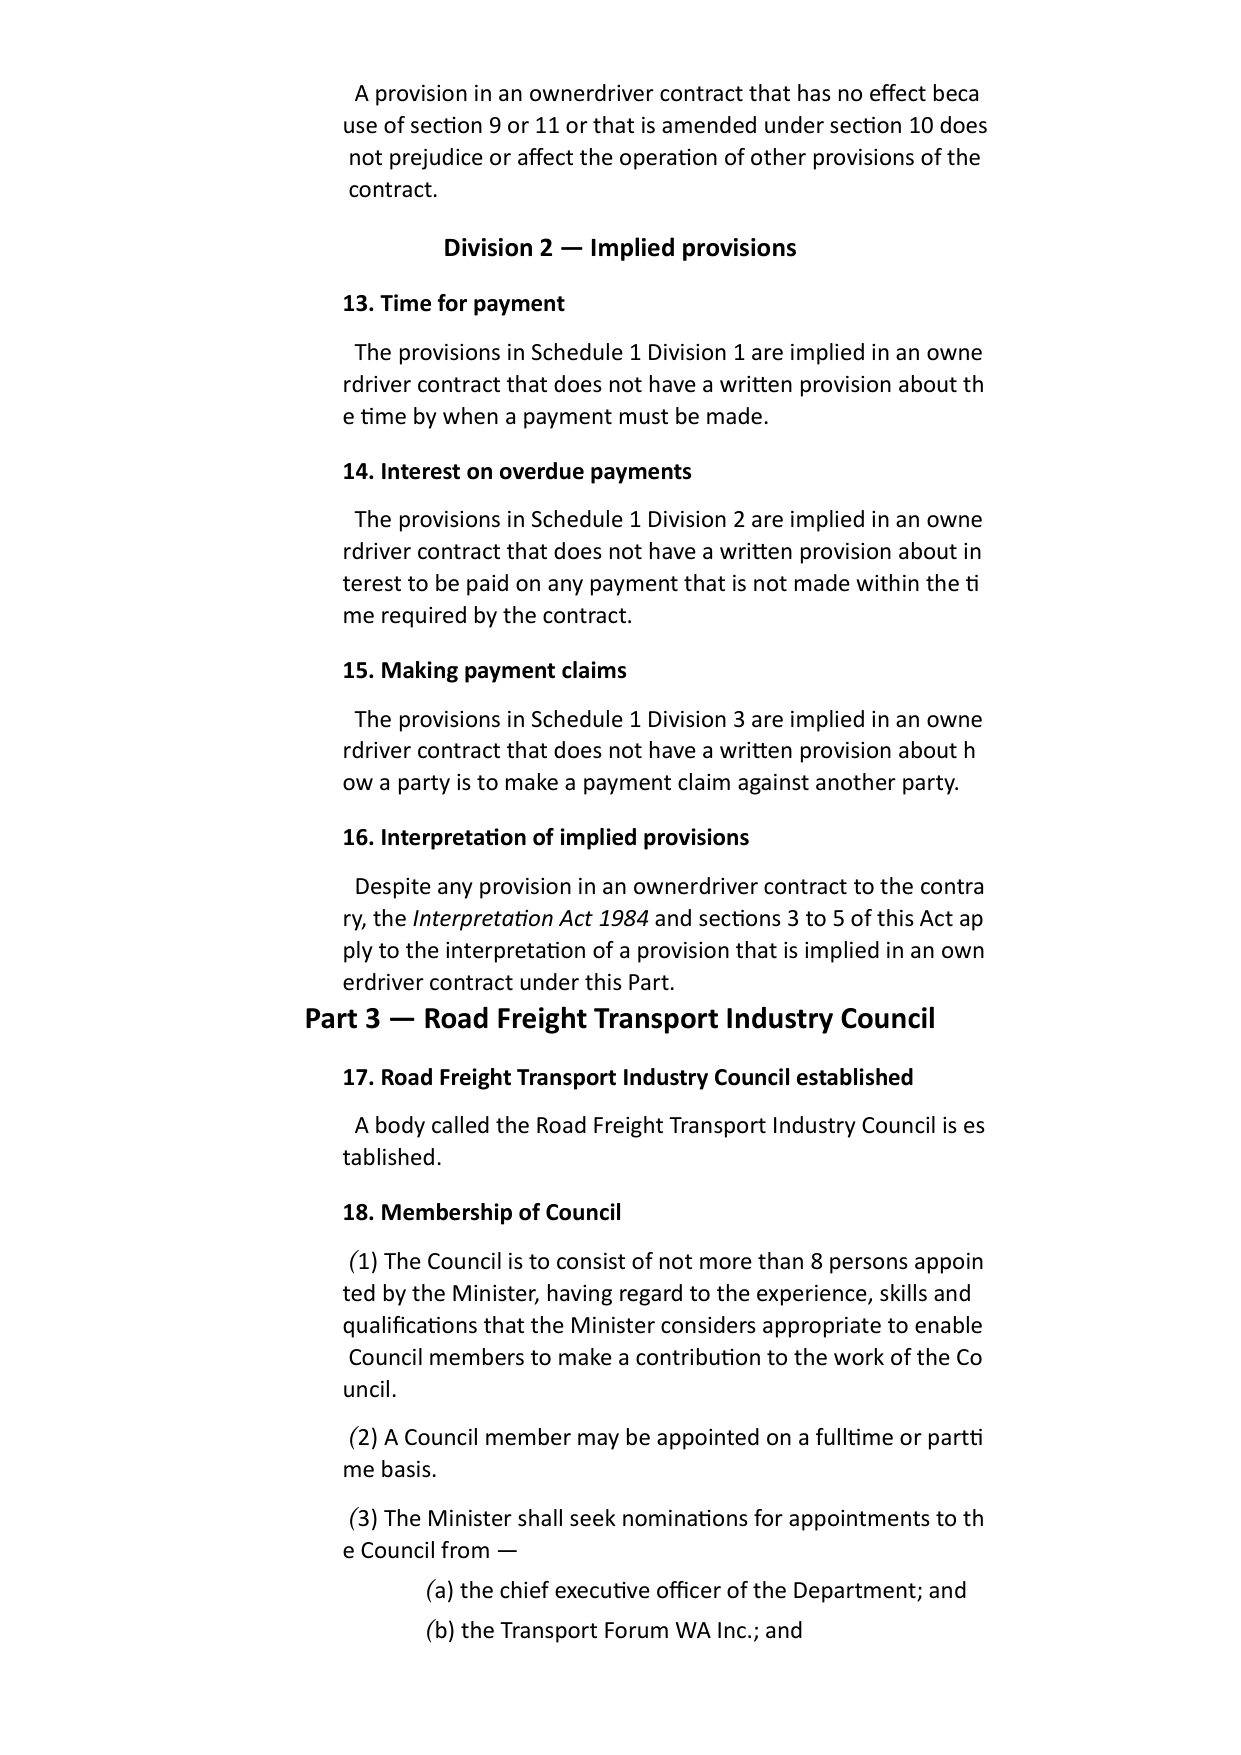 A provision in an ownerdriver contract that has no effect beca
use of section 9 or 11 or that is amended under section 10 does
not prejudice or affect the operation of other provisions of the
contract.
Division 2 — Implied provisions
13. Time for payment
The provisions in Schedule 1 Division 1 are implied in an owne
rdriver contract that does not have a written provision about th
e time by when a payment must be made.
14. Interest on overdue payments
The provisions in Schedule 1 Division 2 are implied in an owne
rdriver contract that does not have a written provision about in
terest to be paid on any payment that is not made within the ti
me required by the contract.
15. Making payment claims
The provisions in Schedule 1 Division 3 are implied in an owne
rdriver contract that does not have a written provision about h
ow a party is to make a payment claim against another party.
16. Interpretation of implied provisions
Despite any provision in an ownerdriver contract to the contra
ry, the Interpretation Act 1984 and sections 3 to 5 of this Act ap
ply to the interpretation of a provision that is implied in an own
erdriver contract under this Part.
Part 3 — Road Freight Transport Industry Council
17. Road Freight Transport Industry Council established
A body called the Road Freight Transport Industry Council is es
tablished.
18. Membership of Council
(1) The Council is to consist of not more than 8 persons appoin
ted by the Minister, having regard to the experience, skills and
qualifications that the Minister considers appropriate to enable
Council members to make a contribution to the work of the Co
uncil.
(2) A Council member may be appointed on a fulltime or partti
me basis.
(3) The Minister shall seek nominations for appointments to th
e Council from —
(a) the chief executive officer of the Department; and
(b) the Transport Forum WA Inc.; and